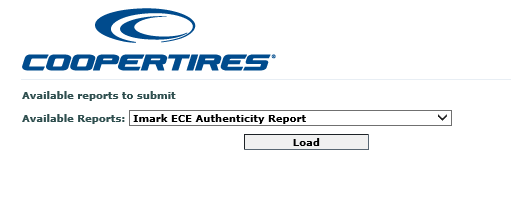 COOPERTIRES®
Available reports to submit
Available Reports: Imark ECE Authenticity Report
Load